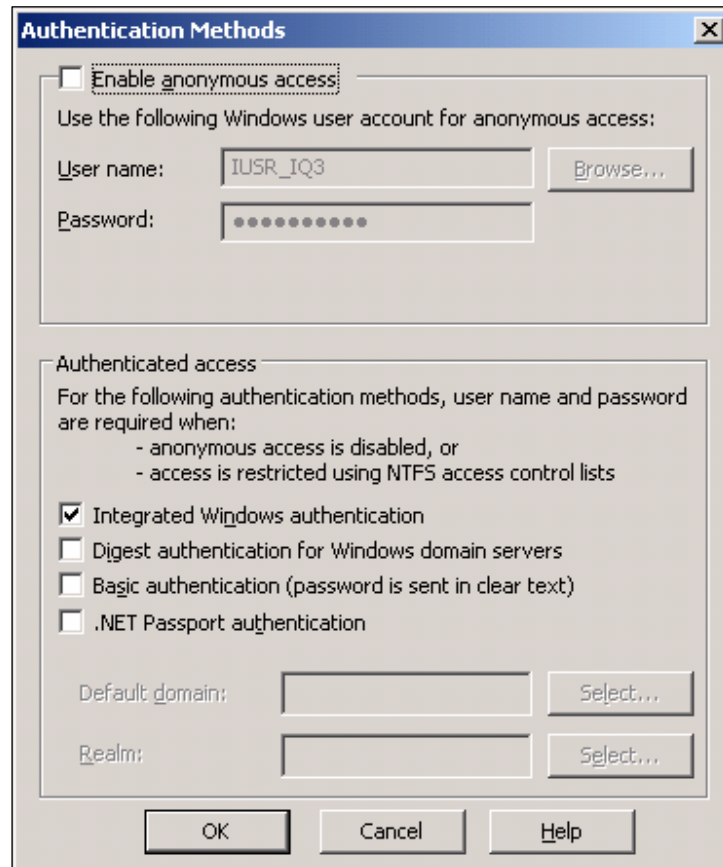 Authentication Methods
Enable anonymous access
Use the following Windows user account for anonymous access:
User name: IUSR_IQ3 Browse...
Password: ●●●●●●●●●●
Authenticated access
For the following authentication methods, user name and password
are required when:
- anonymous access is disabled, or
- access is restricted using NTFS access control lists
Integrated Windows authentication
Digest authentication for Windows domain servers
Basic authentication (password is sent in clear text)
.NET Passport authentication
Default domain: Select...
Realm: Select...
OK Cancel Help